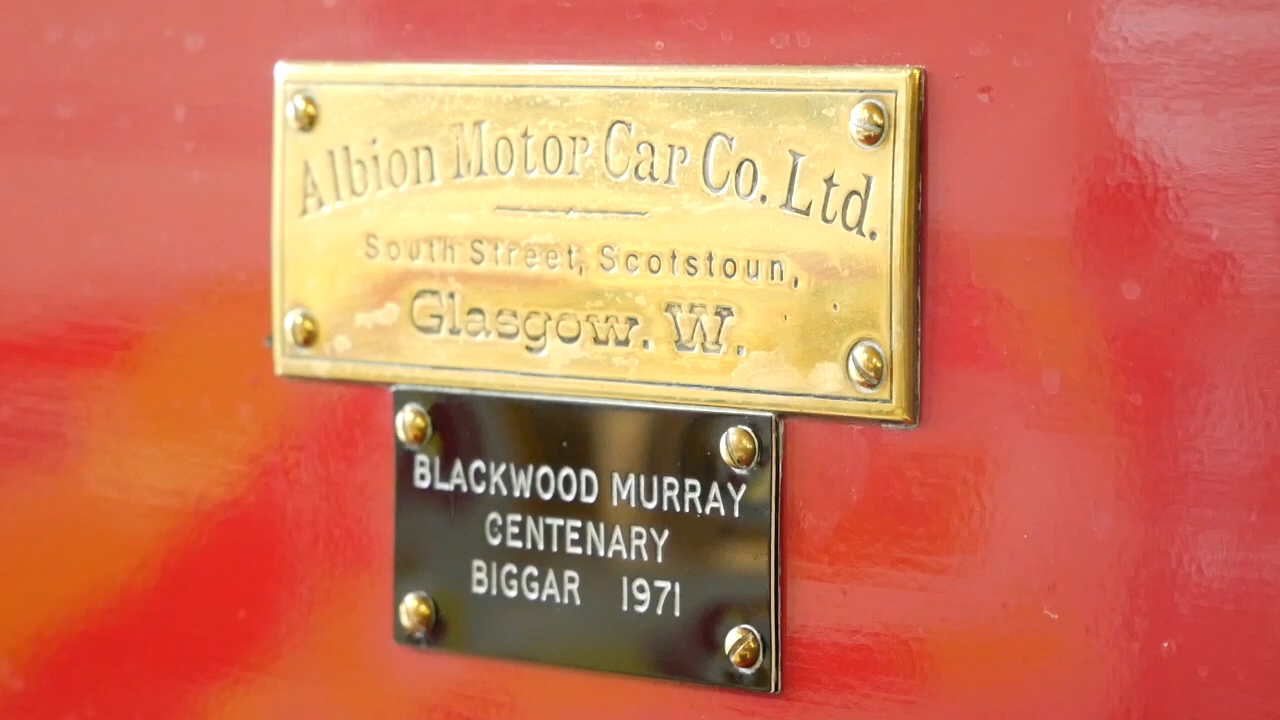 Albion Motor Car Co. Ltd.
South Street, Scotstoun,
Glasgow. W.
BLACKWOOD MURRAY
CENTENARY
BIGGAR 1971